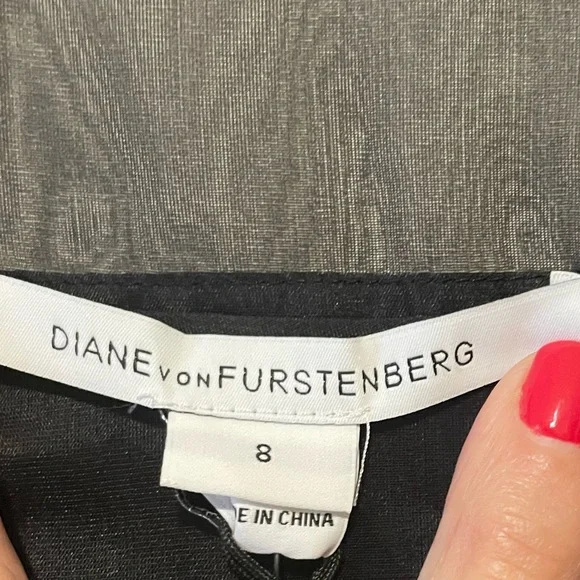 DIANE VON FURSTENBERG
8
E IN CHINA